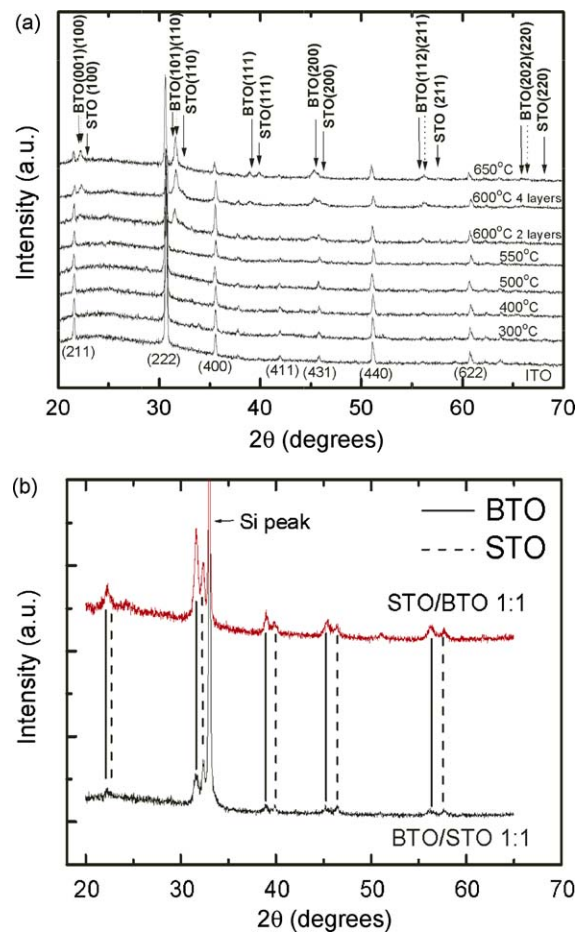 (a)
BTO(001)(100)
STO (100)
BTO(101)(110)
STO(110)
BTO(111)
STO(111)
BTO(200)
STO(200)
BTO(112)(211)
STO (211)
BTO(202)(220)
STO(220)
Intensity (a.u.)
650°C
600°C 4 layers
600°C 2 layers
550°C
500°C
400°C
300°C
ITO
(211)
(222)
(400)
(411)
(431)
(440)
(622)
20 30 40 50 60 70
2θ (degrees)
(b)
Si peak
BTO
STO
STO/BTO 1:1
Intensity (a.u.)
BTO/STO 1:1
20 30 40 50 60 70
2θ (degrees)